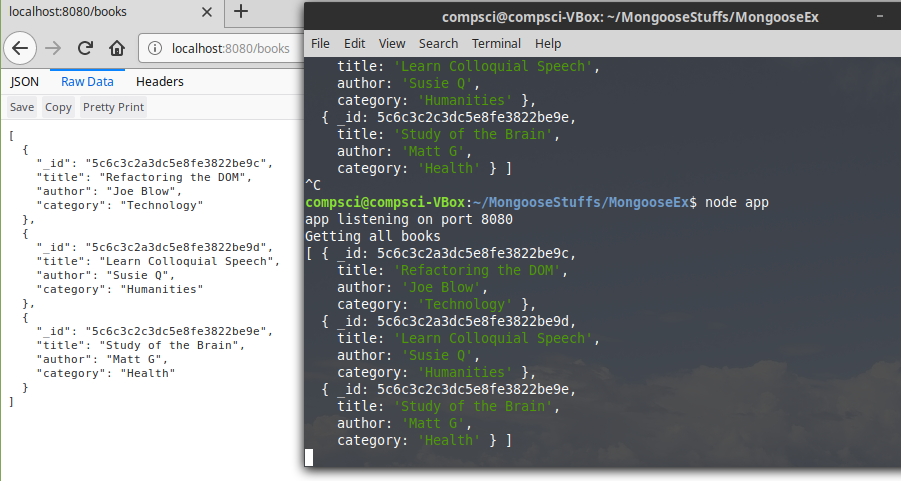 localhost:8080/books
localhost:8080/books
JSON Raw Data Headers
Save Copy Pretty Print
[
  {
    "_id": "5c6c3c2a3dc5e8fe3822be9c",
    "title": "Refactoring the DOM",
    "author": "Joe Blow",
    "category": "Technology"
  },
  {
    "_id": "5c6c3c2a3dc5e8fe3822be9d",
    "title": "Learn Colloquial Speech",
    "author": "Susie Q",
    "category": "Humanities"
  },
  {
    "_id": "5c6c3c2c3dc5e8fe3822be9e",
    "title": "Study of the Brain",
    "author": "Matt G",
    "category": "Health"
  }
]
compsci@compsci-VBox: ~/MongooseStuffs/MongooseEx
File Edit View Search Terminal Help
    title: 'Learn Colloquial Speech',
    author: 'Susie Q',
    category: 'Humanities' },
  { _id: 5c6c3c2c3dc5e8fe3822be9e,
    title: 'Study of the Brain',
    author: 'Matt G',
    category: 'Health' } ]
^C
compsci@compsci-VBox:~/MongooseStuffs/MongooseEx$ node app
app listening on port 8080
Getting all books
[ { _id: 5c6c3c2a3dc5e8fe3822be9c,
    title: 'Refactoring the DOM',
    author: 'Joe Blow',
    category: 'Technology' },
  { _id: 5c6c3c2a3dc5e8fe3822be9d,
    title: 'Learn Colloquial Speech',
    author: 'Susie Q',
    category: 'Humanities' },
  { _id: 5c6c3c2c3dc5e8fe3822be9e,
    title: 'Study of the Brain',
    author: 'Matt G',
    category: 'Health' } ]